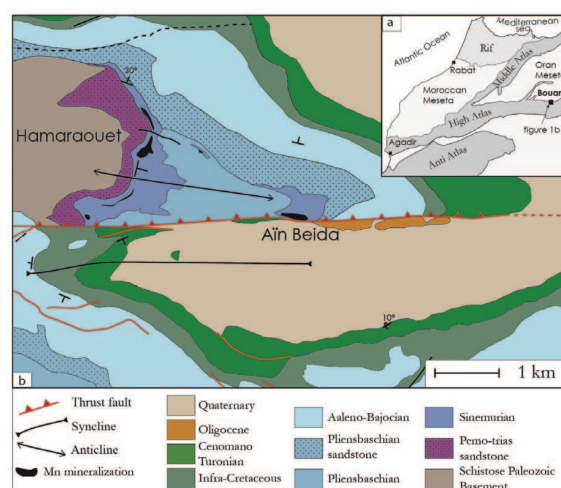 a
Mediterranean
sea
Atlantic Ocean
Rif
Rabat
Middle Atlas
Oran
Meseta
Moroccan
Meseta
Bouar
High Atlas
figure 1b
Agadir
Anti Atlas
30°
Hamaraouet
Aïn Beida
10°
1 km
b
Thrust fault
Syncline
Anticline
Mn mineralization
Quaternary
Oligocene
Cenomano
Turonian
Infra-Cretaceous
Aaleno-Bajocian
Pliensbaschian
sandstone
Pliensbaschian
Sinemurian
Pemo-trias
sandstone
Schistose Paleozoic
Basement